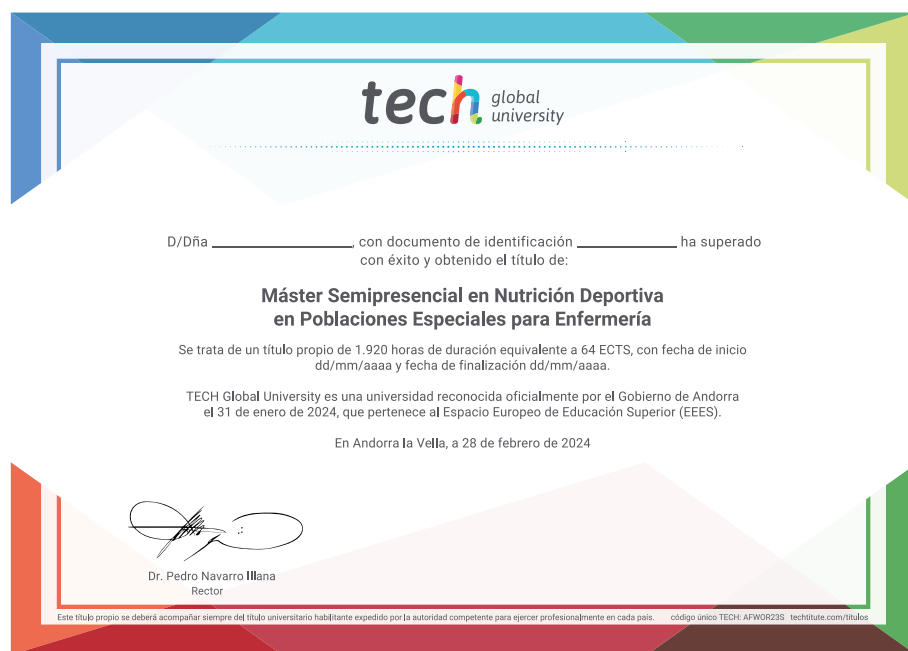 tech global university
D/Dña ____________________, con documento de identificación ______________ ha superado
con éxito y obtenido el título de:
Máster Semipresencial en Nutrición Deportiva
en Poblaciones Especiales para Enfermería
Se trata de un título propio de 1.920 horas de duración equivalente a 64 ECTS, con fecha de inicio
dd/mm/aaaa y fecha de finalización dd/mm/aaaa.
TECH Global University es una universidad reconocida oficialmente por el Gobierno de Andorra
el 31 de enero de 2024, que pertenece al Espacio Europeo de Educación Superior (EEES).
En Andorra la Vella, a 28 de febrero de 2024
Dr. Pedro Navarro Illana
Rector
Este título propio se deberá acompañar siempre del título universitario habilitante expedido por la autoridad competente para ejercer profesionalmente en cada país. código único TECH: AFWOR23S techtitute.com/titulos